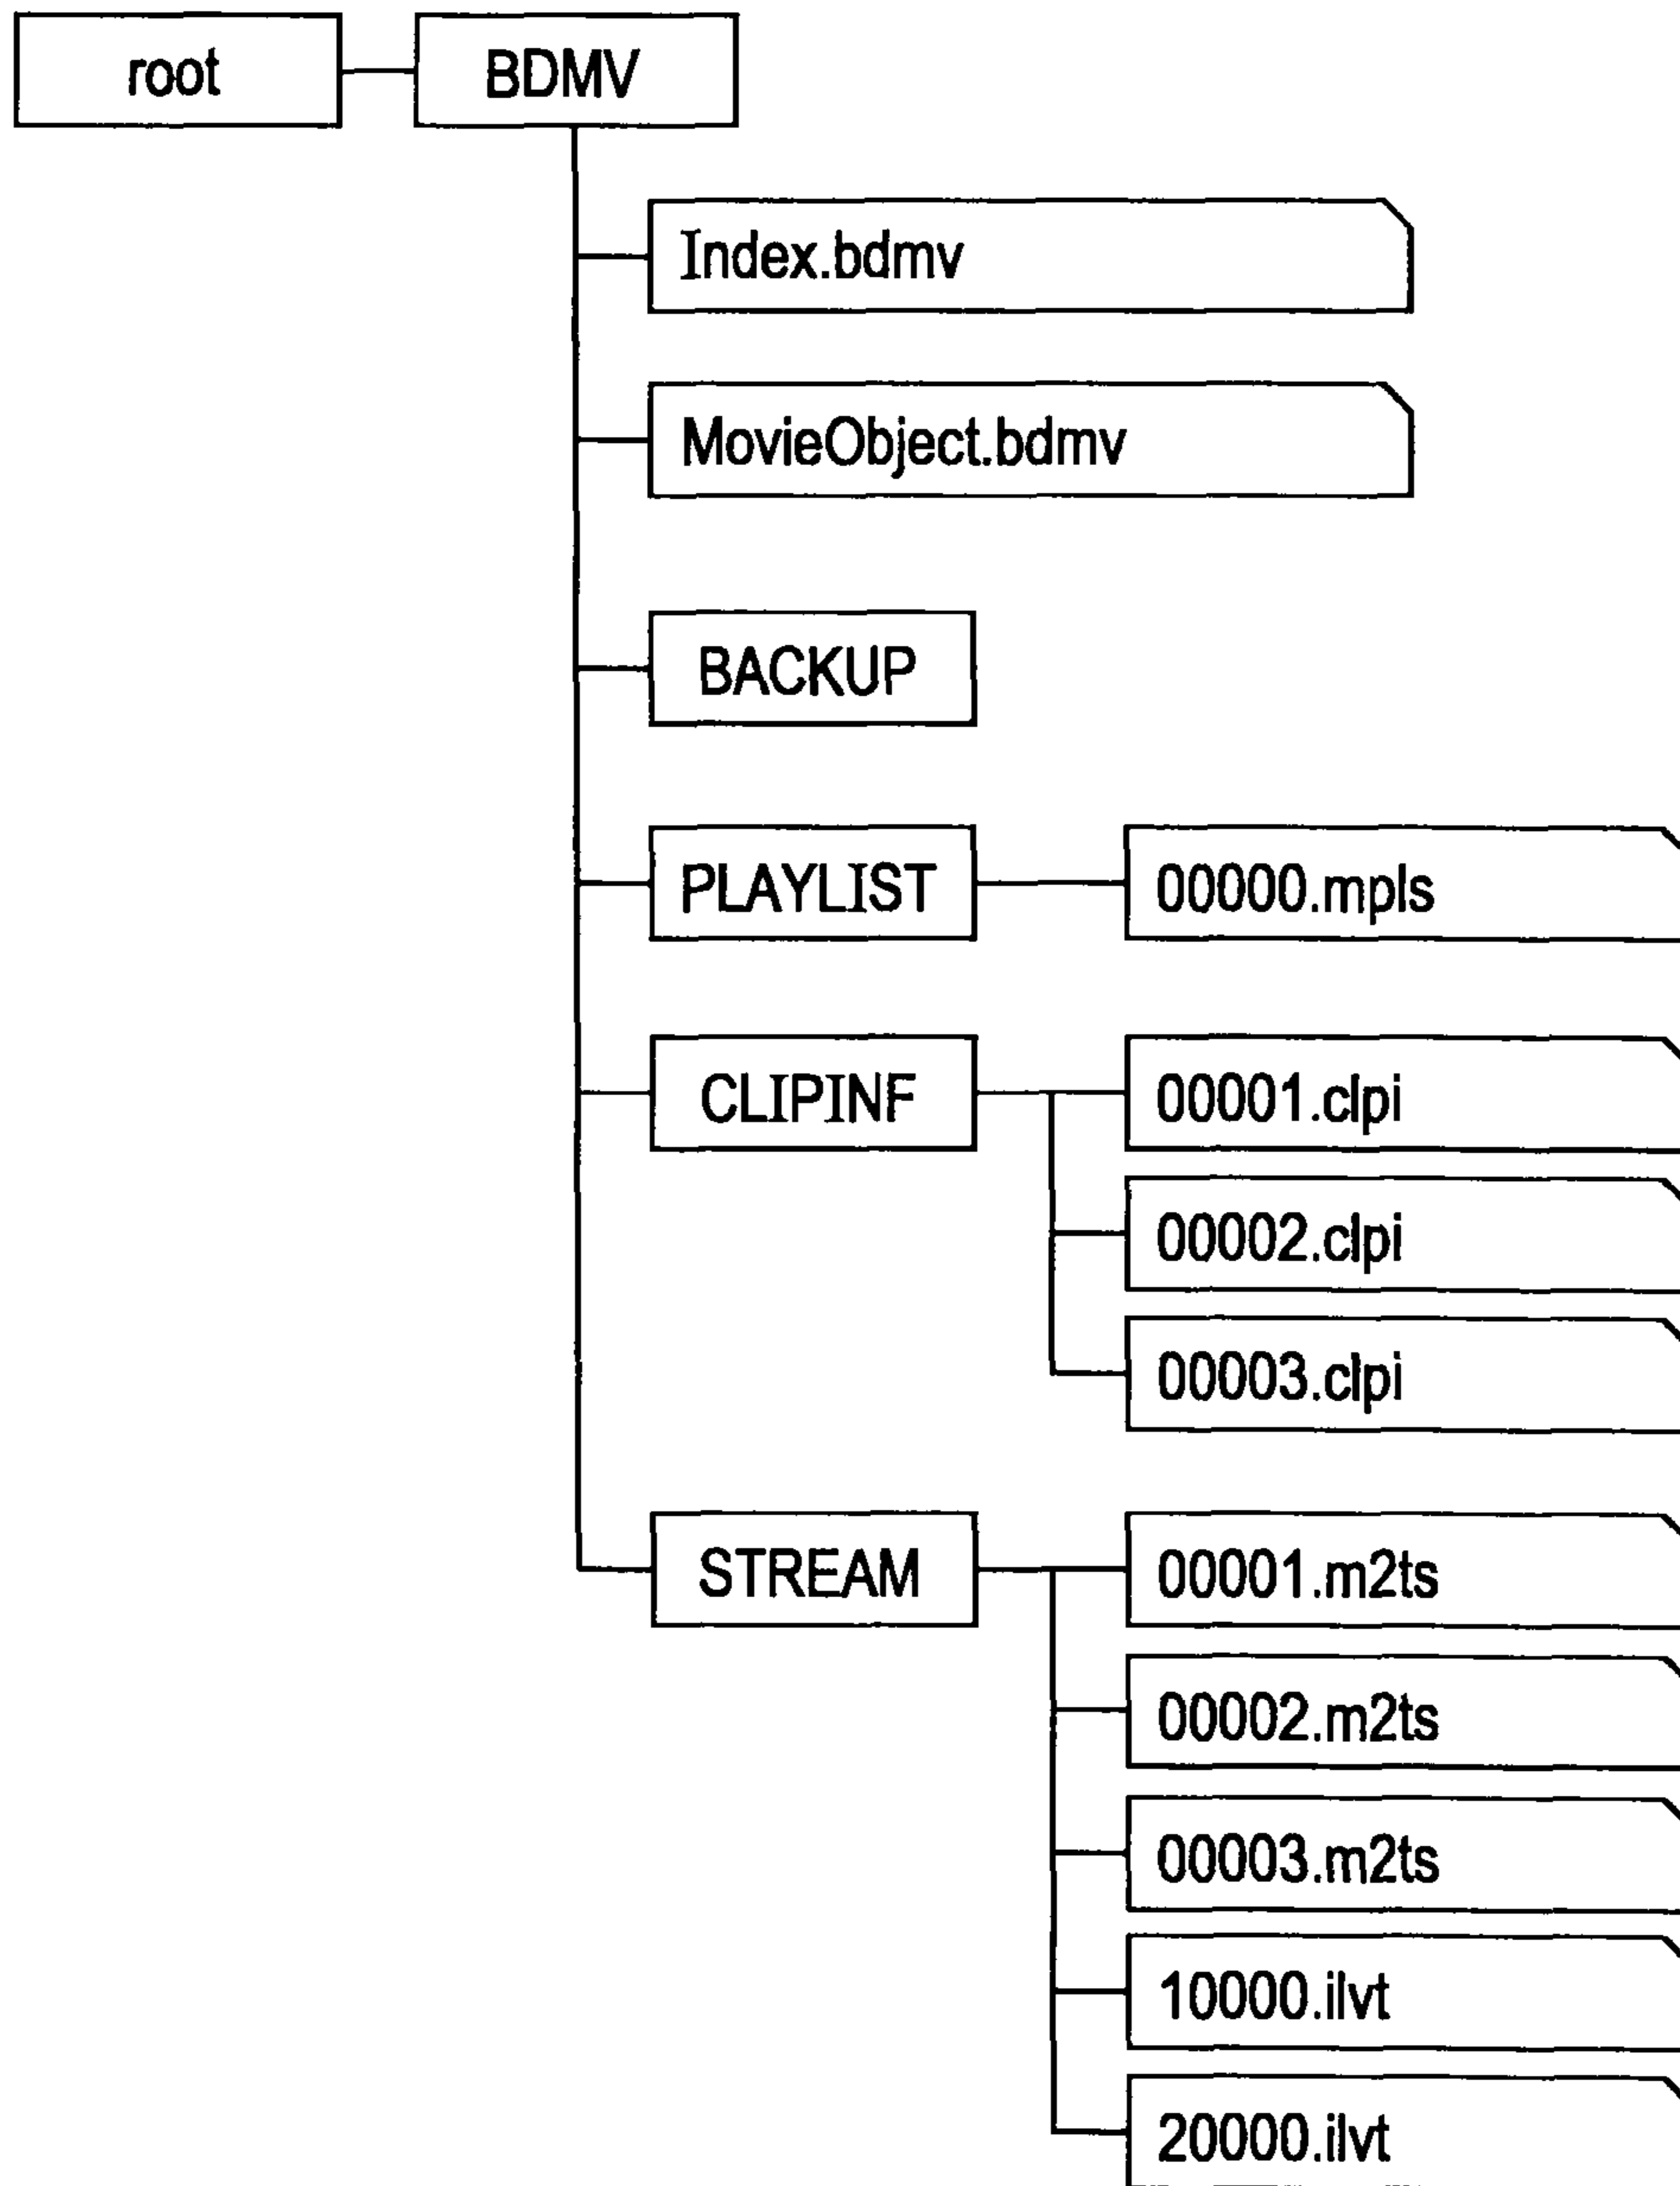 root
BDMV
Index.bdmv
MovieObject.bdmv
BACKUP
PLAYLIST
00000.mpls
CLIPINF
00001.clpi
00002.clpi
00003.clpi
STREAM
00001.m2ts
00002.m2ts
00003.m2ts
10000.ilvt
20000.ilvt